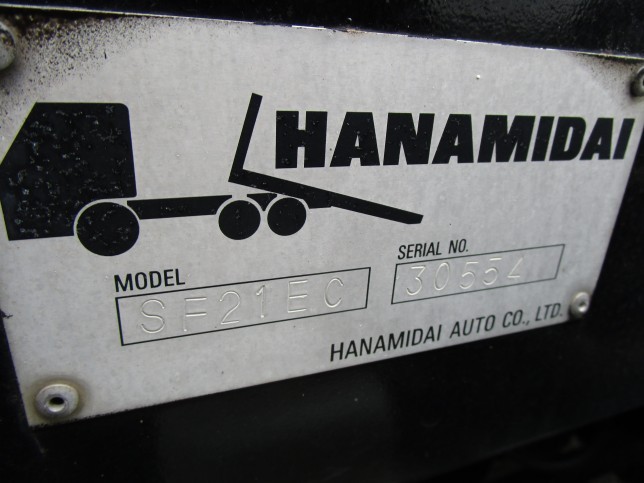 HANAMIDAI
MODEL
SF21EC
SERIAL NO.
30554
HANAMIDAI AUTO CO., LTD.